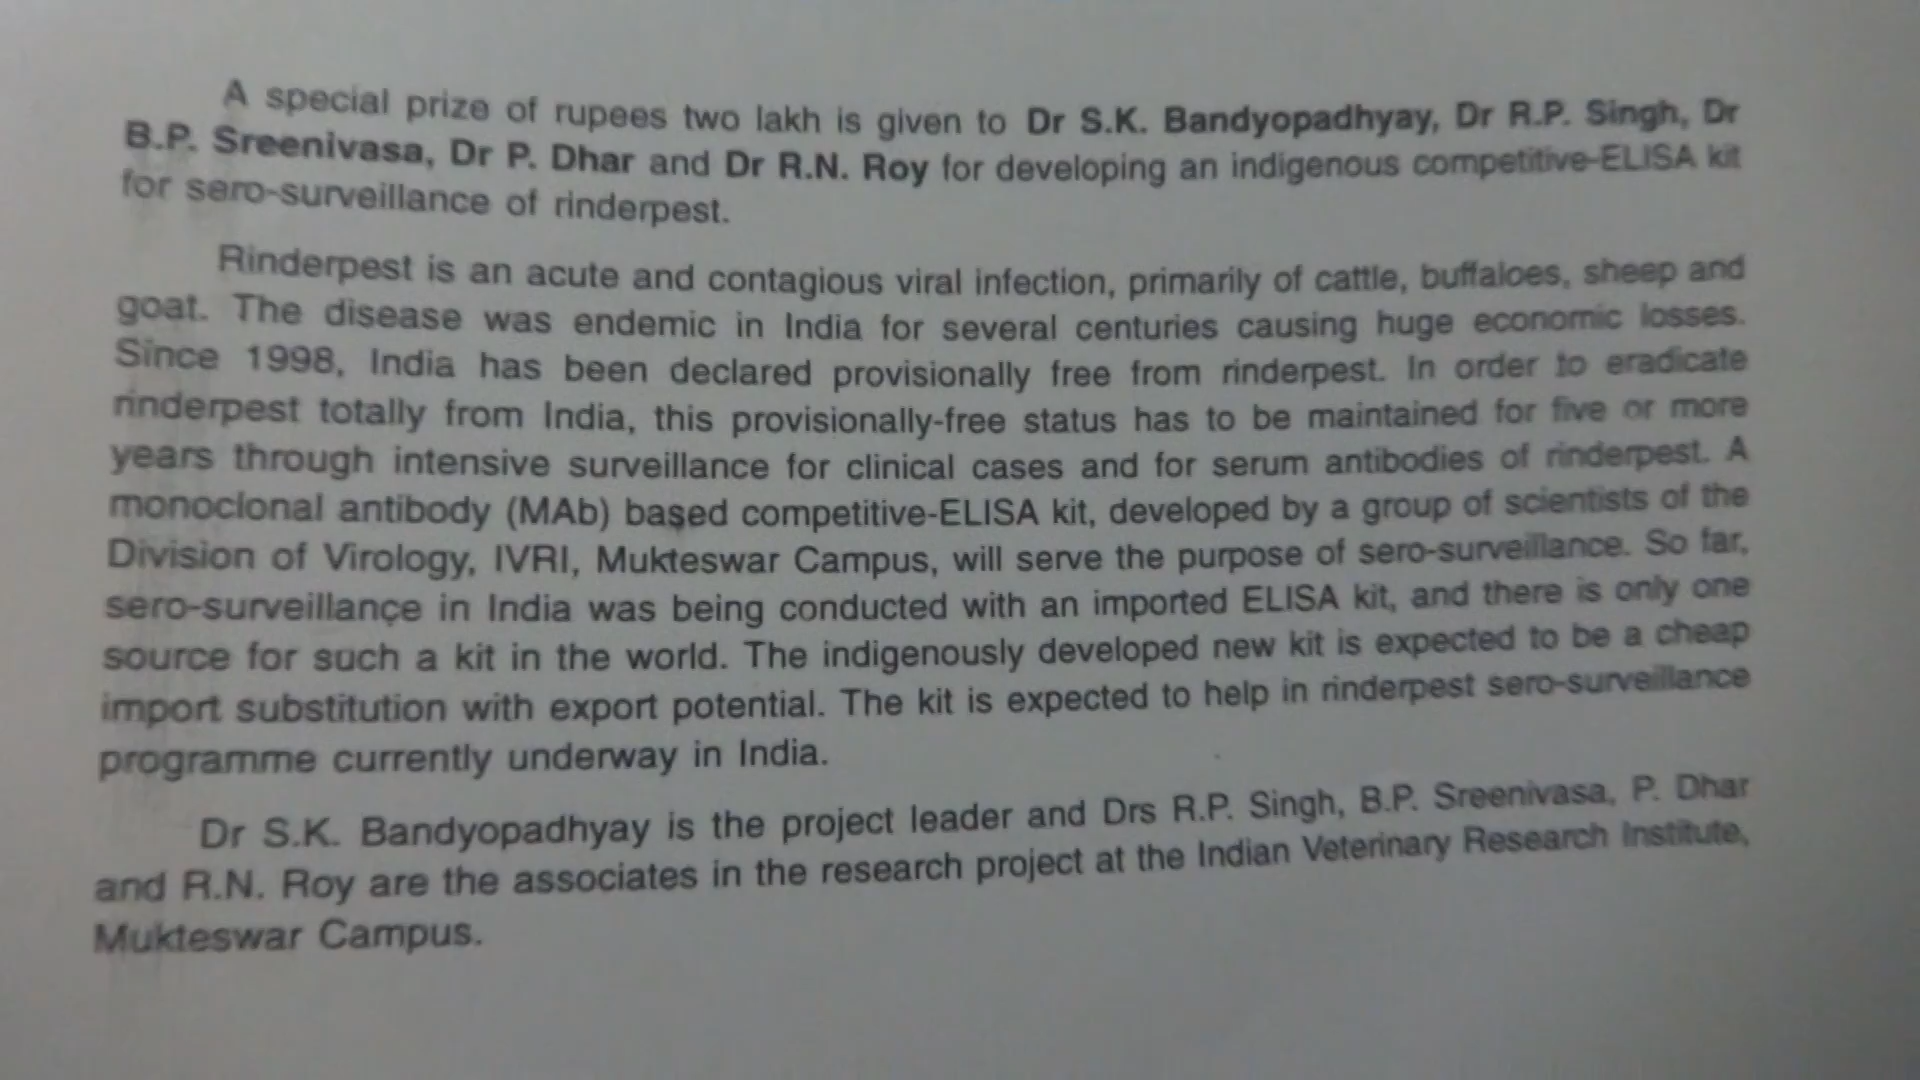 A special prize of rupees two lakh is given to Dr S.K. Bandyopadhyay, Dr R.P. Singh, Dr
B.P. Sreenivasa, Dr P. Dhar and Dr R.N. Roy for developing an indigenous competitive-ELISA kit
for sero-surveillance of rinderpest.
Rinderpest is an acute and contagious viral infection, primarily of cattle, buffaloes, sheep and
goat. The disease was endemic in India for several centuries causing huge economic losses.
Since 1998, India has been declared provisionally free from rinderpest. In order to eradicate
rinderpest totally from India, this provisionally-free status has to be maintained for five or more
years through intensive surveillance for clinical cases and for serum antibodies of rinderpest. A
monoclonal antibody (MAb) based competitive-ELISA kit, developed by a group of scientists of the
Division of Virology, IVRI, Mukteswar Campus, will serve the purpose of sero-surveillance. So far,
sero-surveillance in India was being conducted with an imported ELISA kit, and there is only one
source for such a kit in the world. The indigenously developed new kit is expected to be a cheap
import substitution with export potential. The kit is expected to help in rinderpest sero-surveillance
programme currently underway in India.
Dr S.K. Bandyopadhyay is the project leader and Drs R.P. Singh, B.P. Sreenivasa, P. Dhar
and R.N. Roy are the associates in the research project at the Indian Veterinary Research Institute,
Mukteswar Campus.